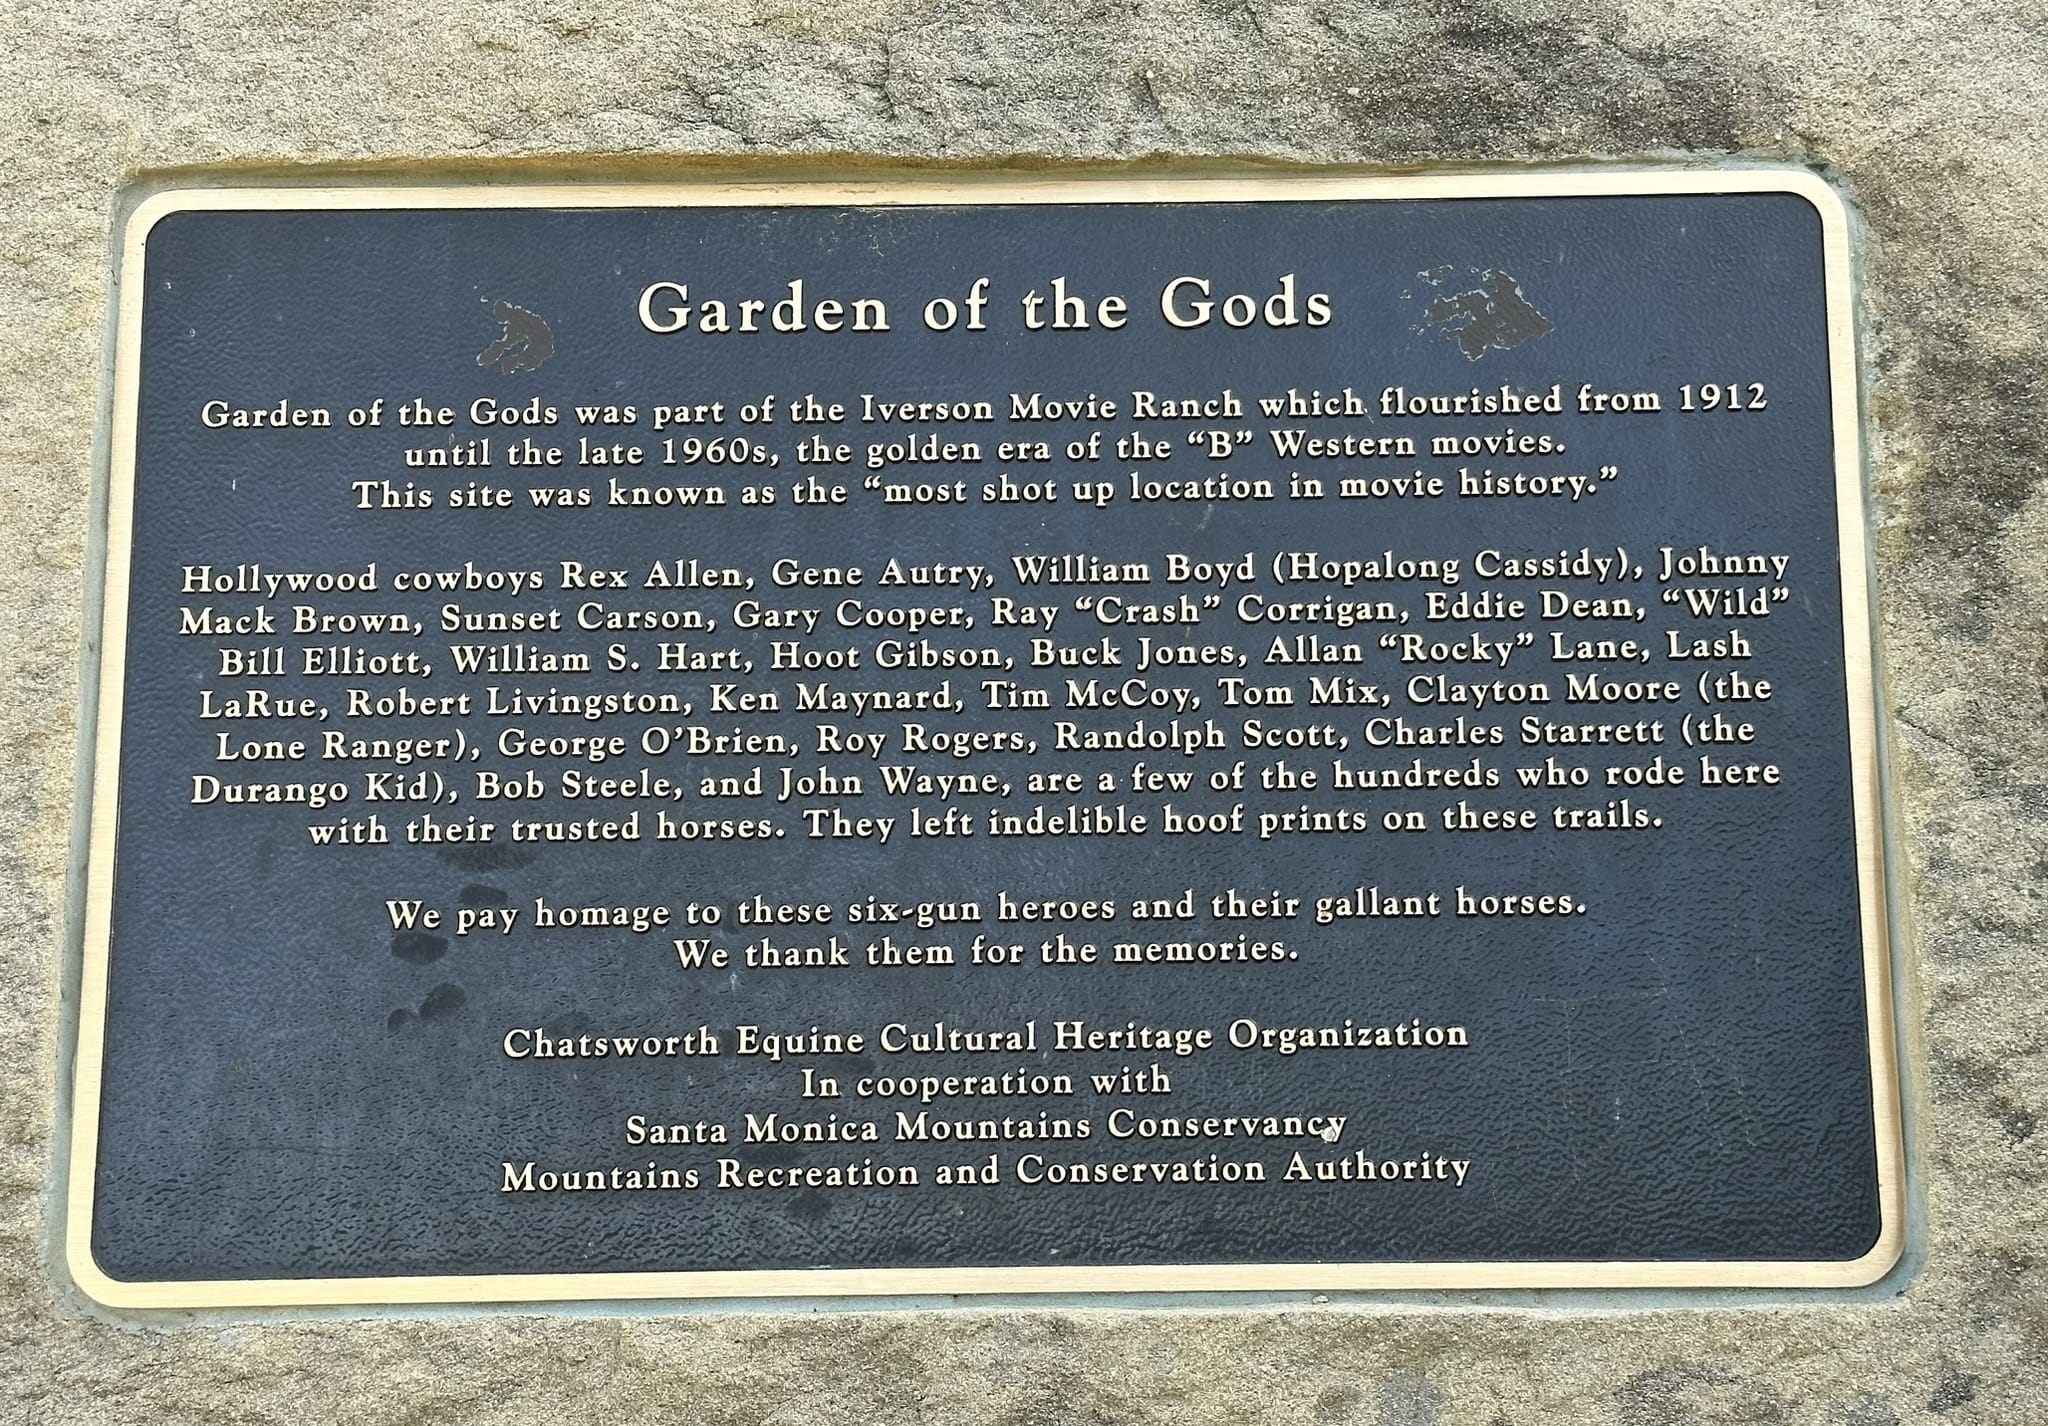 Garden of the Gods
Garden of the Gods was part of the Iverson Movie Ranch which flourished from 1912
until the late 1960s, the golden era of the “B” Western movies.
This site was known as the “most shot up location in movie history.”
Hollywood cowboys Rex Allen, Gene Autry, William Boyd (Hopalong Cassidy), Johnny
Mack Brown, Sunset Carson, Gary Cooper, Ray “Crash” Corrigan, Eddie Dean, “Wild”
Bill Elliott, William S. Hart, Hoot Gibson, Buck Jones, Allan “Rocky” Lane, Lash
LaRue, Robert Livingston, Ken Maynard, Tim McCoy, Tom Mix, Clayton Moore (the
Lone Ranger), George O’Brien, Roy Rogers, Randolph Scott, Charles Starrett (the
Durango Kid), Bob Steele, and John Wayne, are a few of the hundreds who rode here
with their trusted horses. They left indelible hoof prints on these trails.
We pay homage to these six-gun heroes and their gallant horses.
We thank them for the memories.
Chatsworth Equine Cultural Heritage Organization
In cooperation with
Santa Monica Mountains Conservancy
Mountains Recreation and Conservation Authority